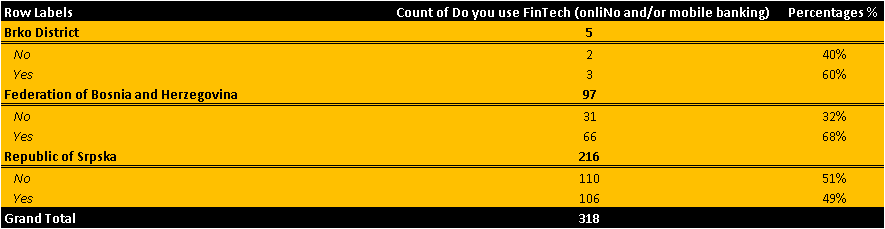 Row Labels Count of Do you use FinTech (onliNo and/or mobile banking) Percentages %
Brko District 5
No 2 40%
Yes 3 60%
Federation of Bosnia and Herzegovina 97
No 31 32%
Yes 66 68%
Republic of Srpska 216
No 110 51%
Yes 106 49%
Grand Total 318